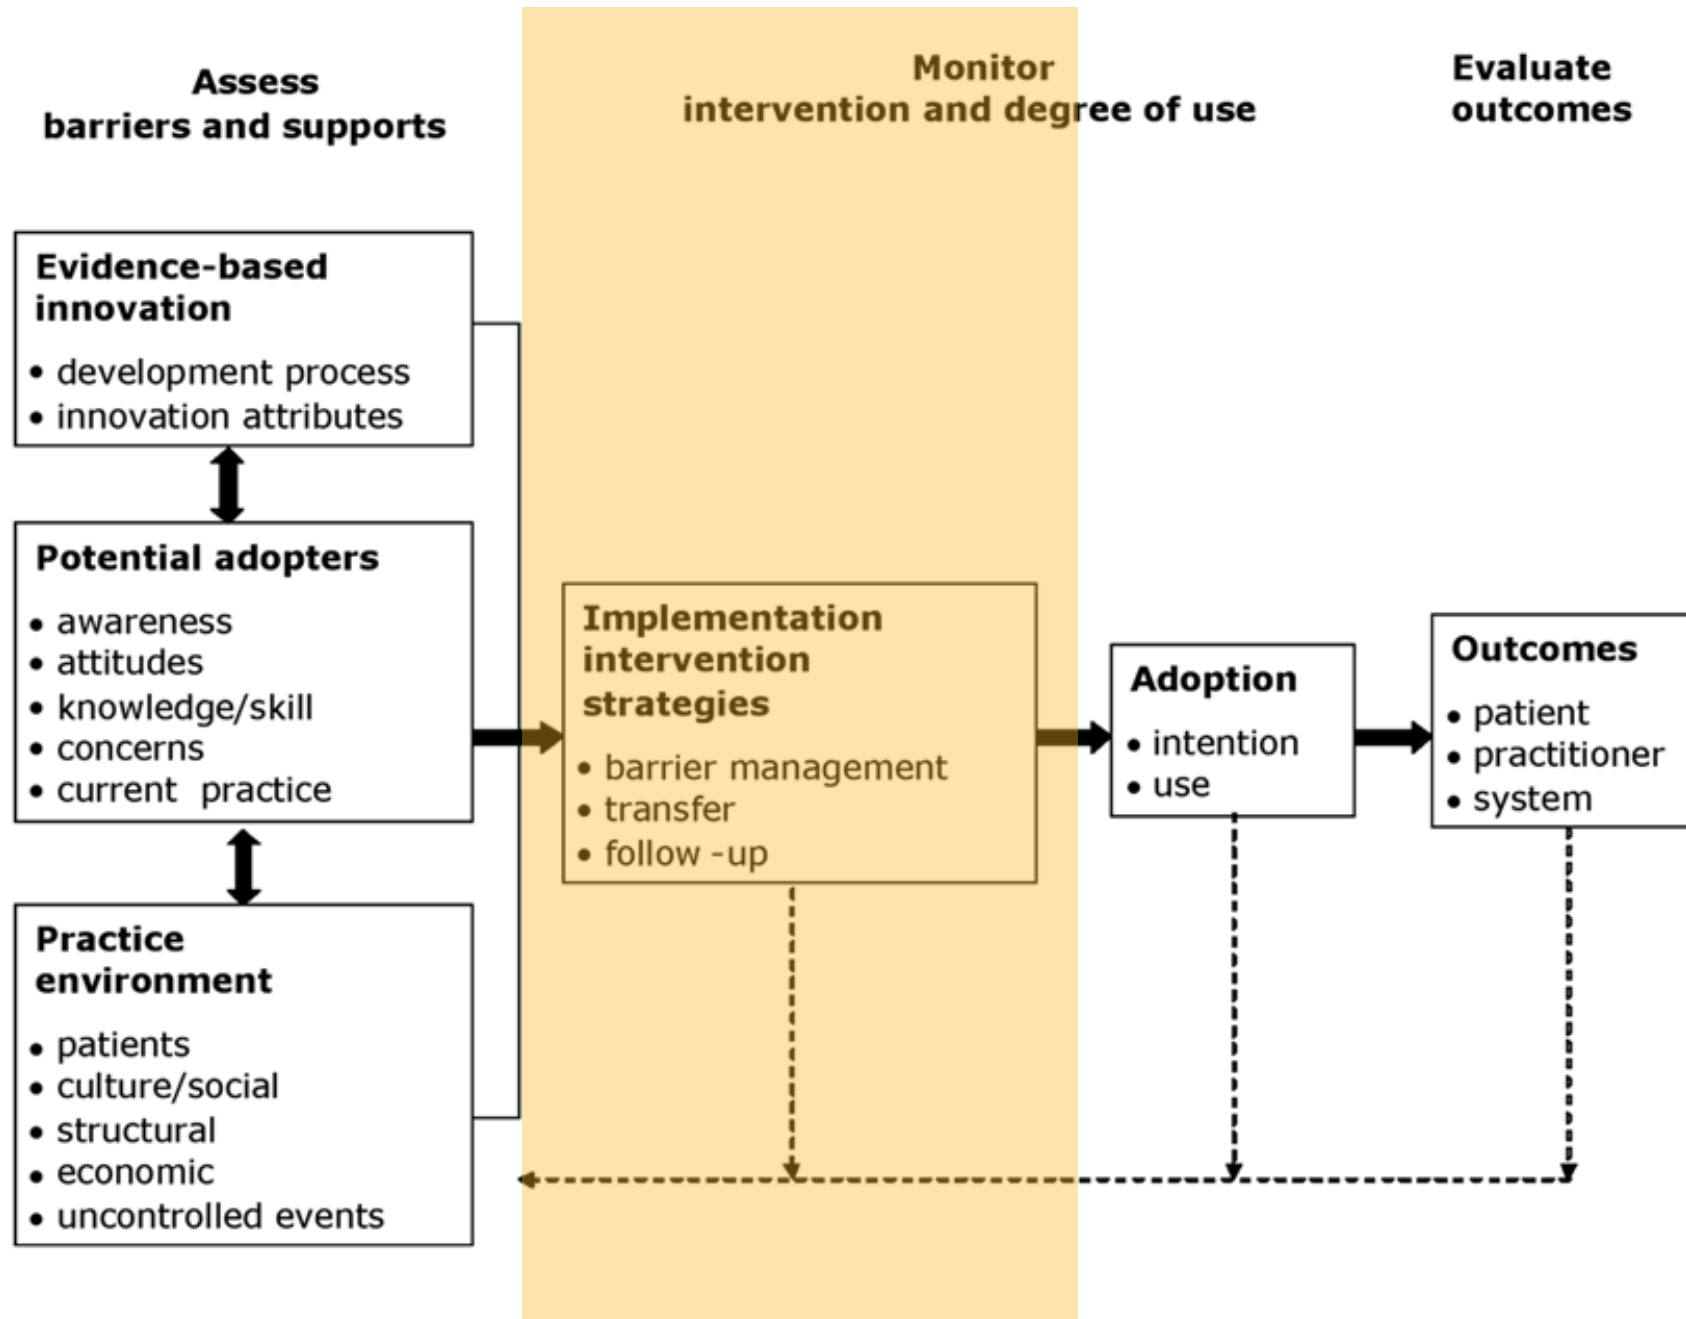 Assess
barriers and supports
Monitor
intervention and degree of use
Evaluate
outcomes
Evidence-based
innovation
• development process
• innovation attributes
Potential adopters
• awareness
• attitudes
• knowledge/skill
• concerns
• current practice
Practice
environment
• patients
• culture/social
• structural
• economic
• uncontrolled events
Implementation
intervention
strategies
• barrier management
• transfer
• follow -up
Adoption
• intention
• use
Outcomes
• patient
• practitioner
• system